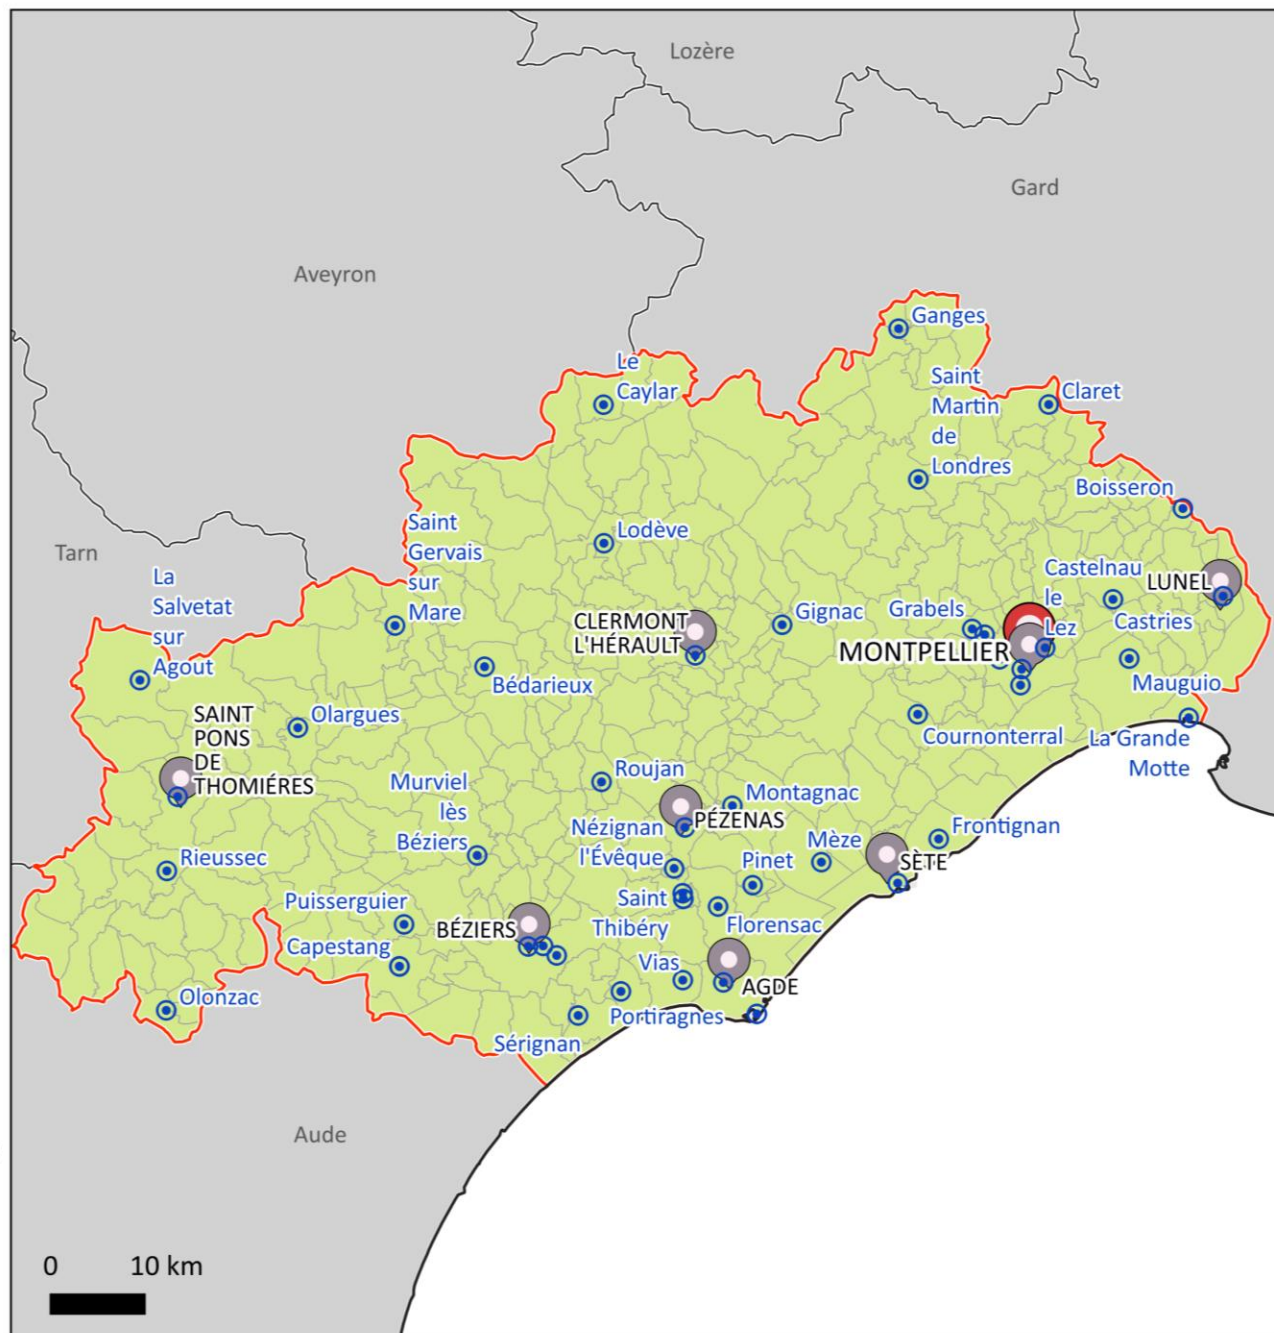 Lozère
Gard
Aveyron
Ganges
Le
Caylar
Saint
Martin
de
Londres
Claret
Boisseron
Saint
Gervais
sur
Mare
Lodève
Tarn
La
Salvetat
sur
Agout
Castelnau
le
Lez
LUNEL
Castries
CLERMONT
L'HÉRAULT
Gignac
Grabels
MONTPELLIER
Bédarieux
Mauguio
SAINT
PONS
DE
THOMIÉRES
Olargues
Cournonterral
La Grande
Motte
Murviel
lès
Béziers
Roujan
Montagnac
Nézignan
l'Évêque
PÉZENAS
Mèze
Frontignan
SÈTE
Pinet
Rieussec
Puisserguier
Saint
Thibéry
Florensac
BÉZIERS
Capestang
Vias
AGDE
Olonzac
Portiragnes
Sérignan
Aude
0 10 km